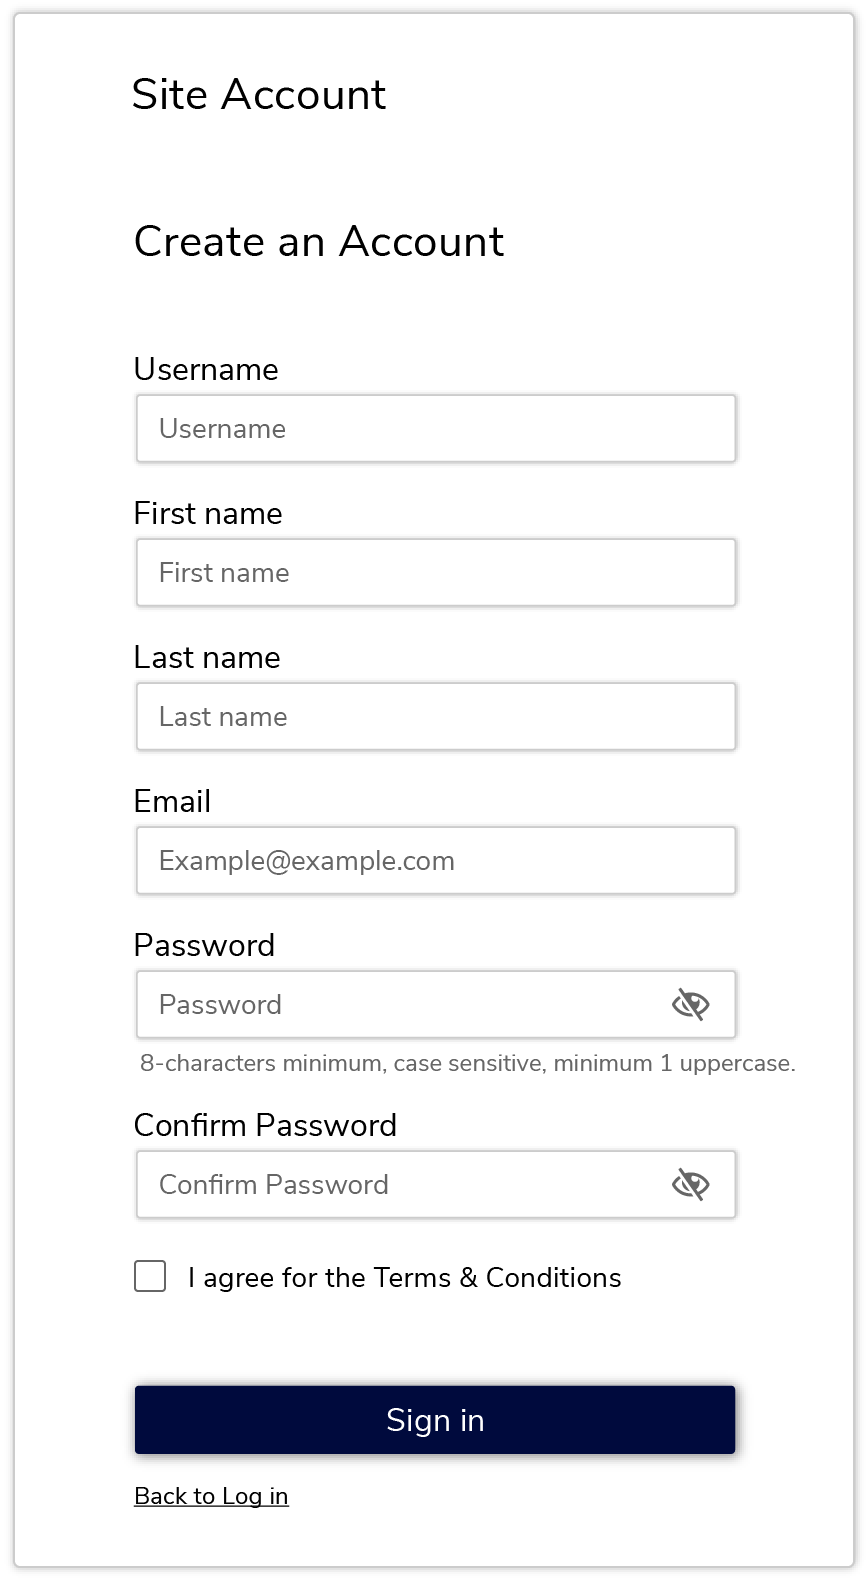 Site Account
Create an Account
Username
Username
First name
First name
Last name
Last name
Email
Example@example.com
Password
Password
8-characters minimum, case sensitive, minimum 1 uppercase.
Confirm Password
Confirm Password
I agree for the Terms & Conditions
Sign in
Back to Log in